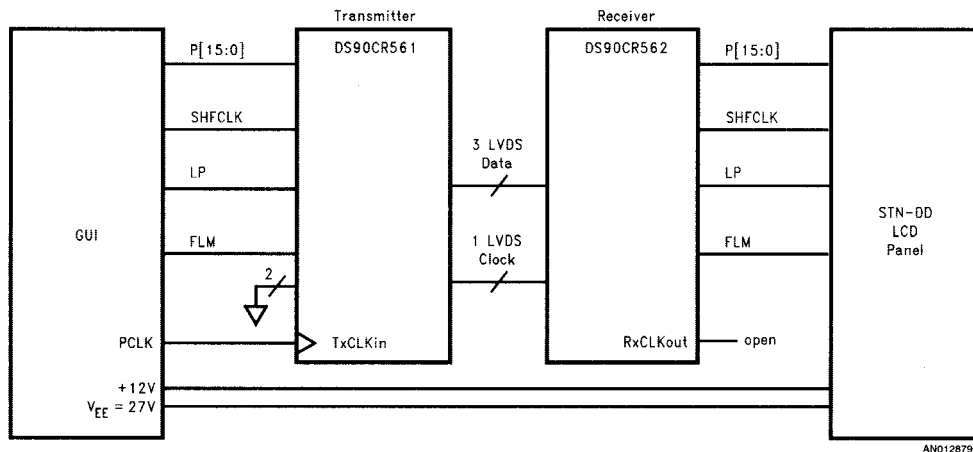 Transmitter
Receiver
DS90CR561
DS90CR562
P[15:0]
P[15:0]
SHFCLK
SHFCLK
3 LVDS
Data
LP
LP
STN-DD
LCD
Panel
GUI
FLM
1 LVDS
Clock
FLM
2
PCLK
TxCLKin
RxCLKout
open
+12V
VEE = 27V
AN012879